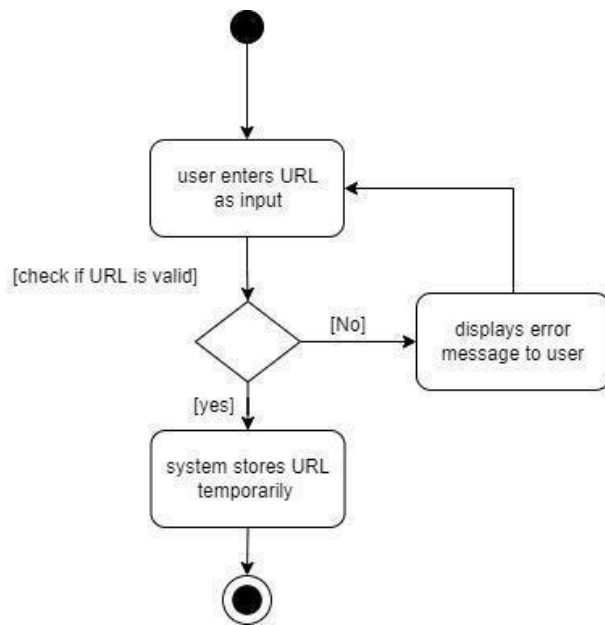 user enters URL
as input
[check if URL is valid]
[No]
displays error
message to user
[yes]
system stores URL
temporarily